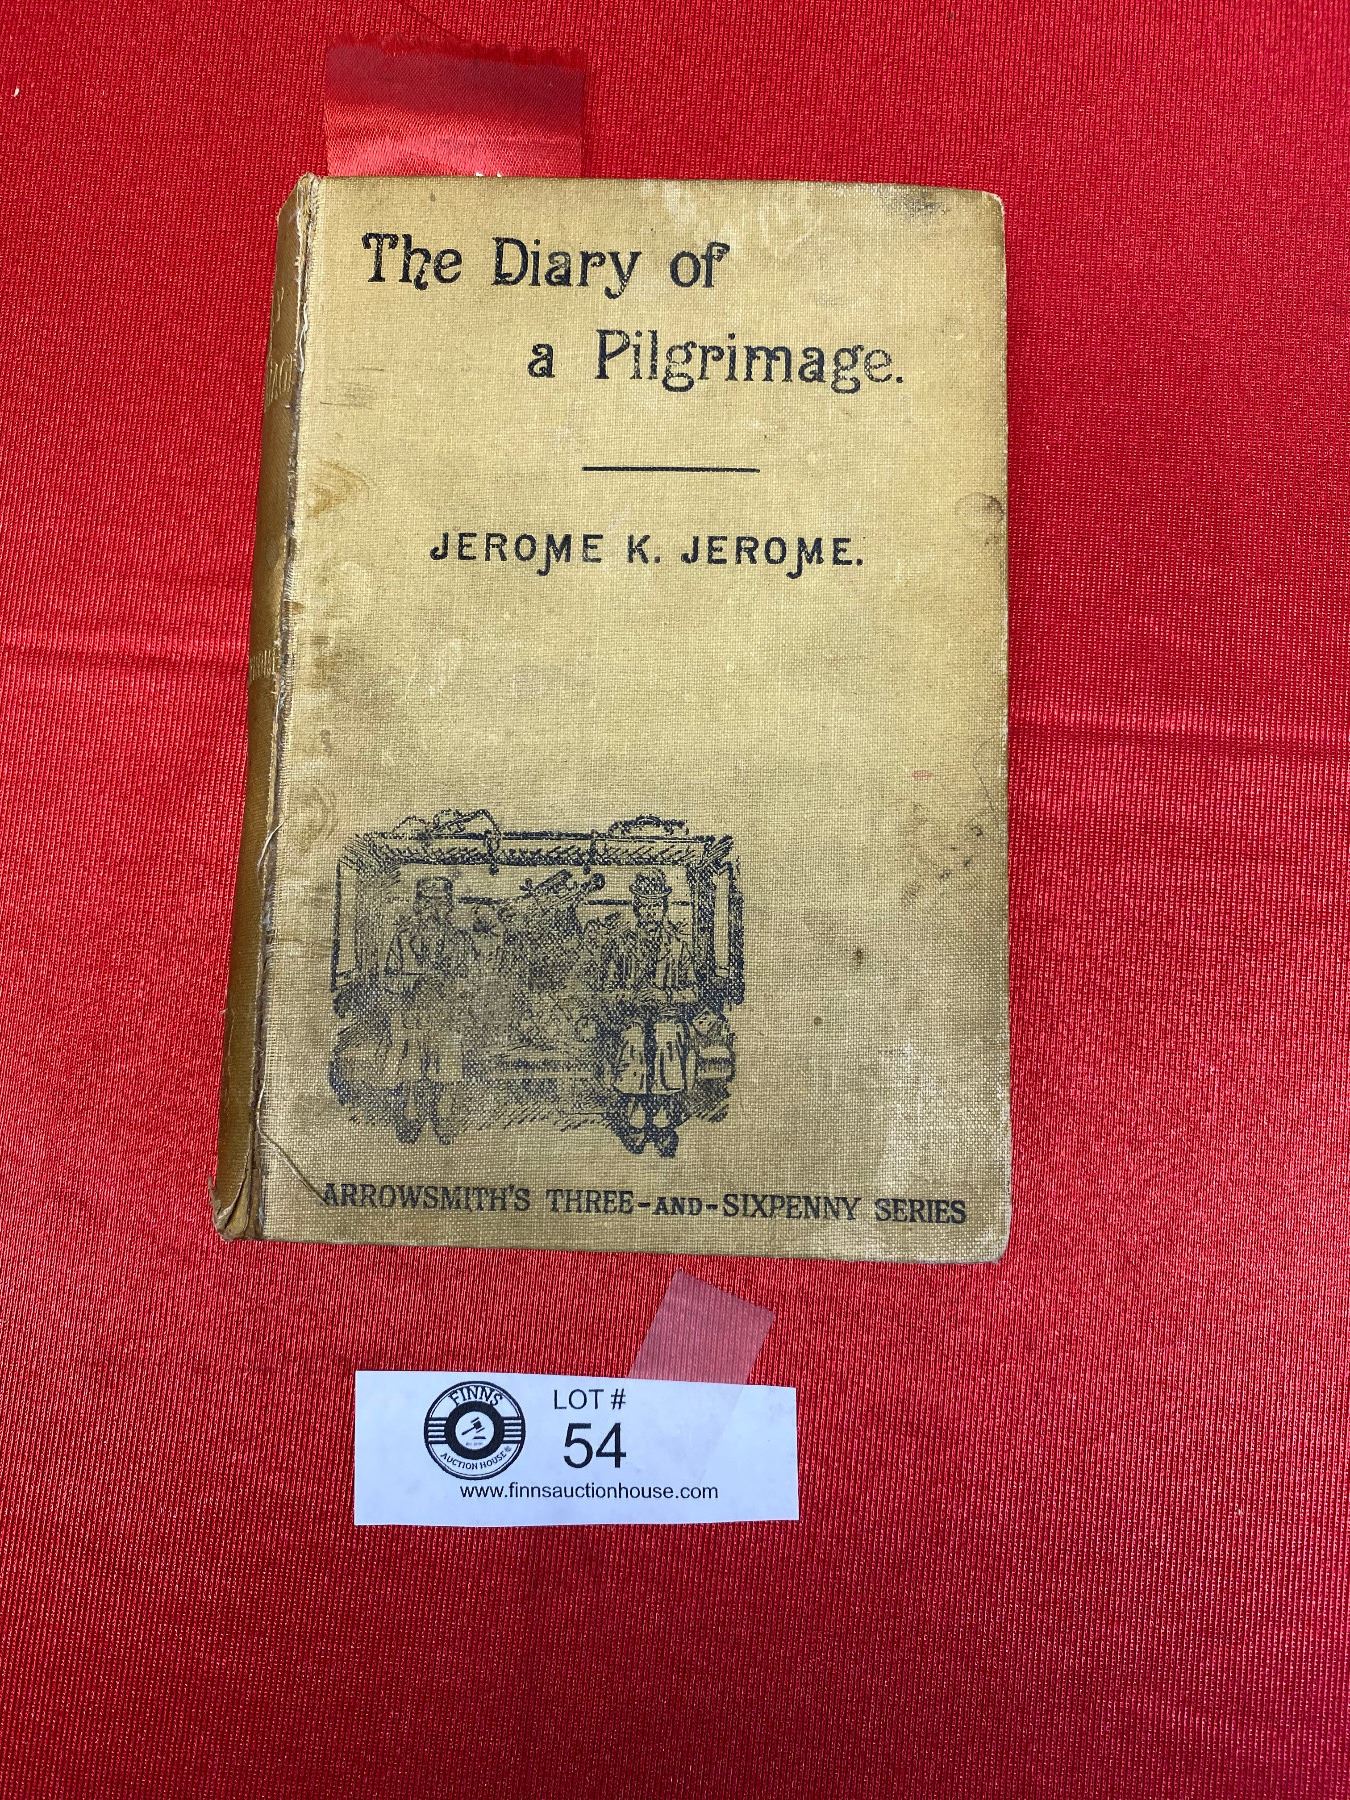 The Diary of
a Pilgrimage.
JEROME K. JEROME.
ARROWSMITH'S THREE-AND-SIXPENNY SERIES
FINNS
AUCTION HOUSE
LOT #
54
www.finnsauctionhouse.com